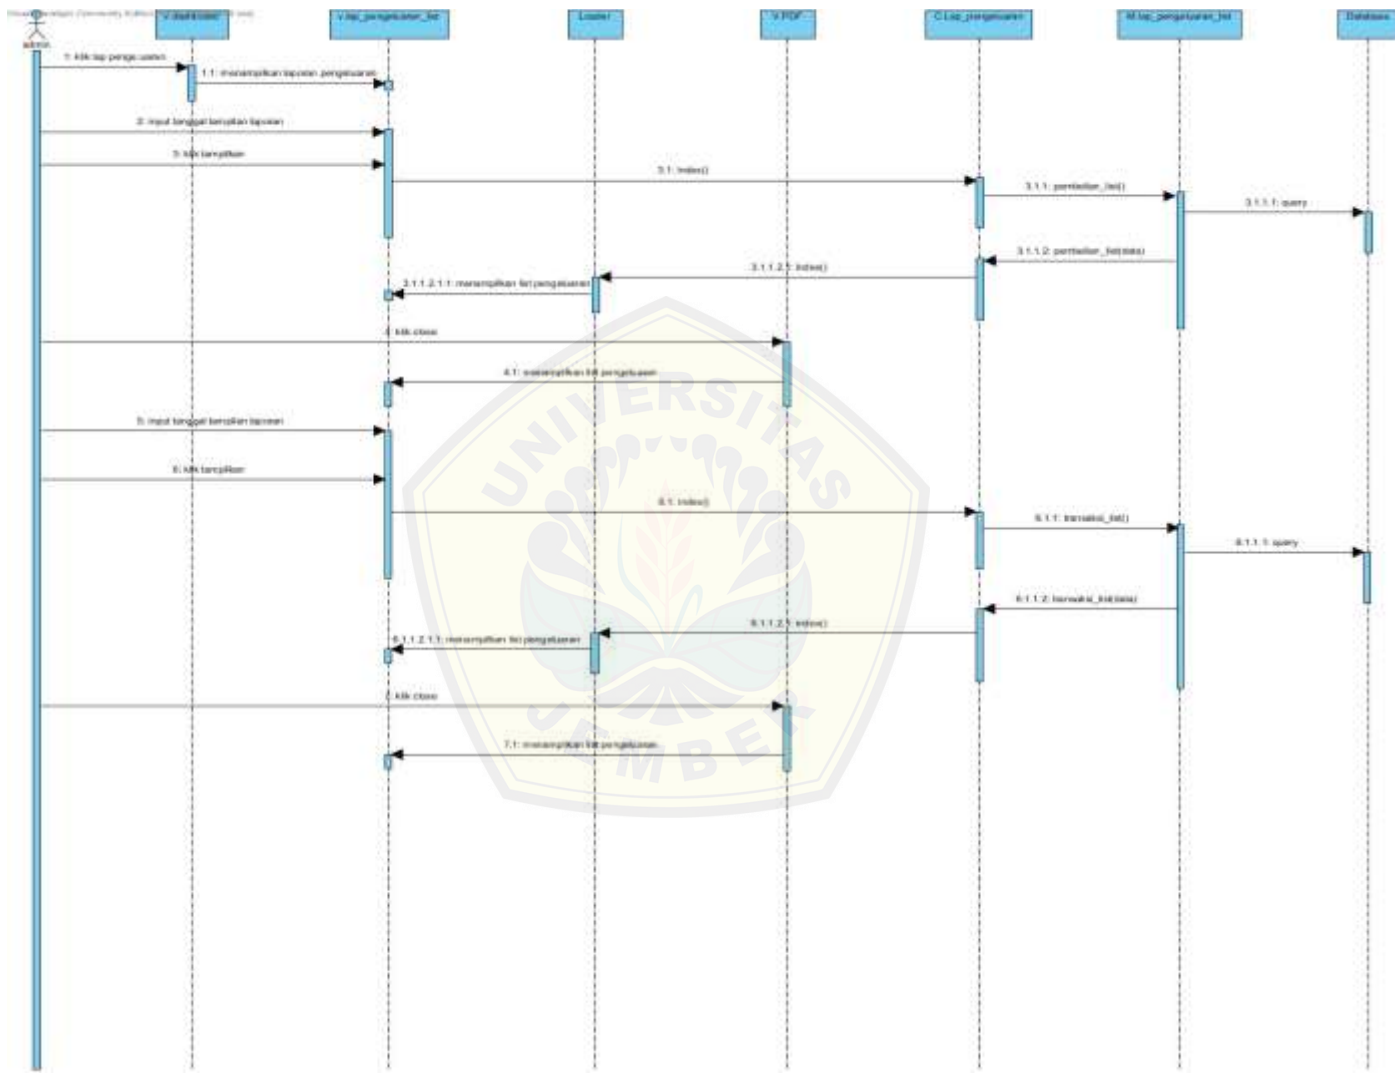 admin
V.dashboard
v.lap_pengeluaran_list
Loader
V.PDF
C.Lap_pengeluaran
M.lap_pengeluaran_list
Database
1: klik lap pengeluaran
1.1: menampilkan laporan pengeluaran
2: input tanggal tampilan laporan
3: klik tampilkan
3.1: index()
3.1.1: pembelian_list()
3.1.1.1: query
3.1.1.2: pembelian_list(data)
3.1.1.2.1: index()
3.1.1.2.1.1: menampilkan list pengeluaran
4: klik close
4.1: menampilkan list pengeluaran
5: input tanggal tampilan laporan
6: klik tampilkan
6.1: index()
6.1.1: transaksi_list()
6.1.1.1: query
6.1.1.2: transaksi_list(data)
6.1.1.2.1: index()
6.1.1.2.1.1: menampilkan list pengeluaran
7: klik close
7.1: menampilkan list pengeluaran
UNIVERSITAS
JEMBER